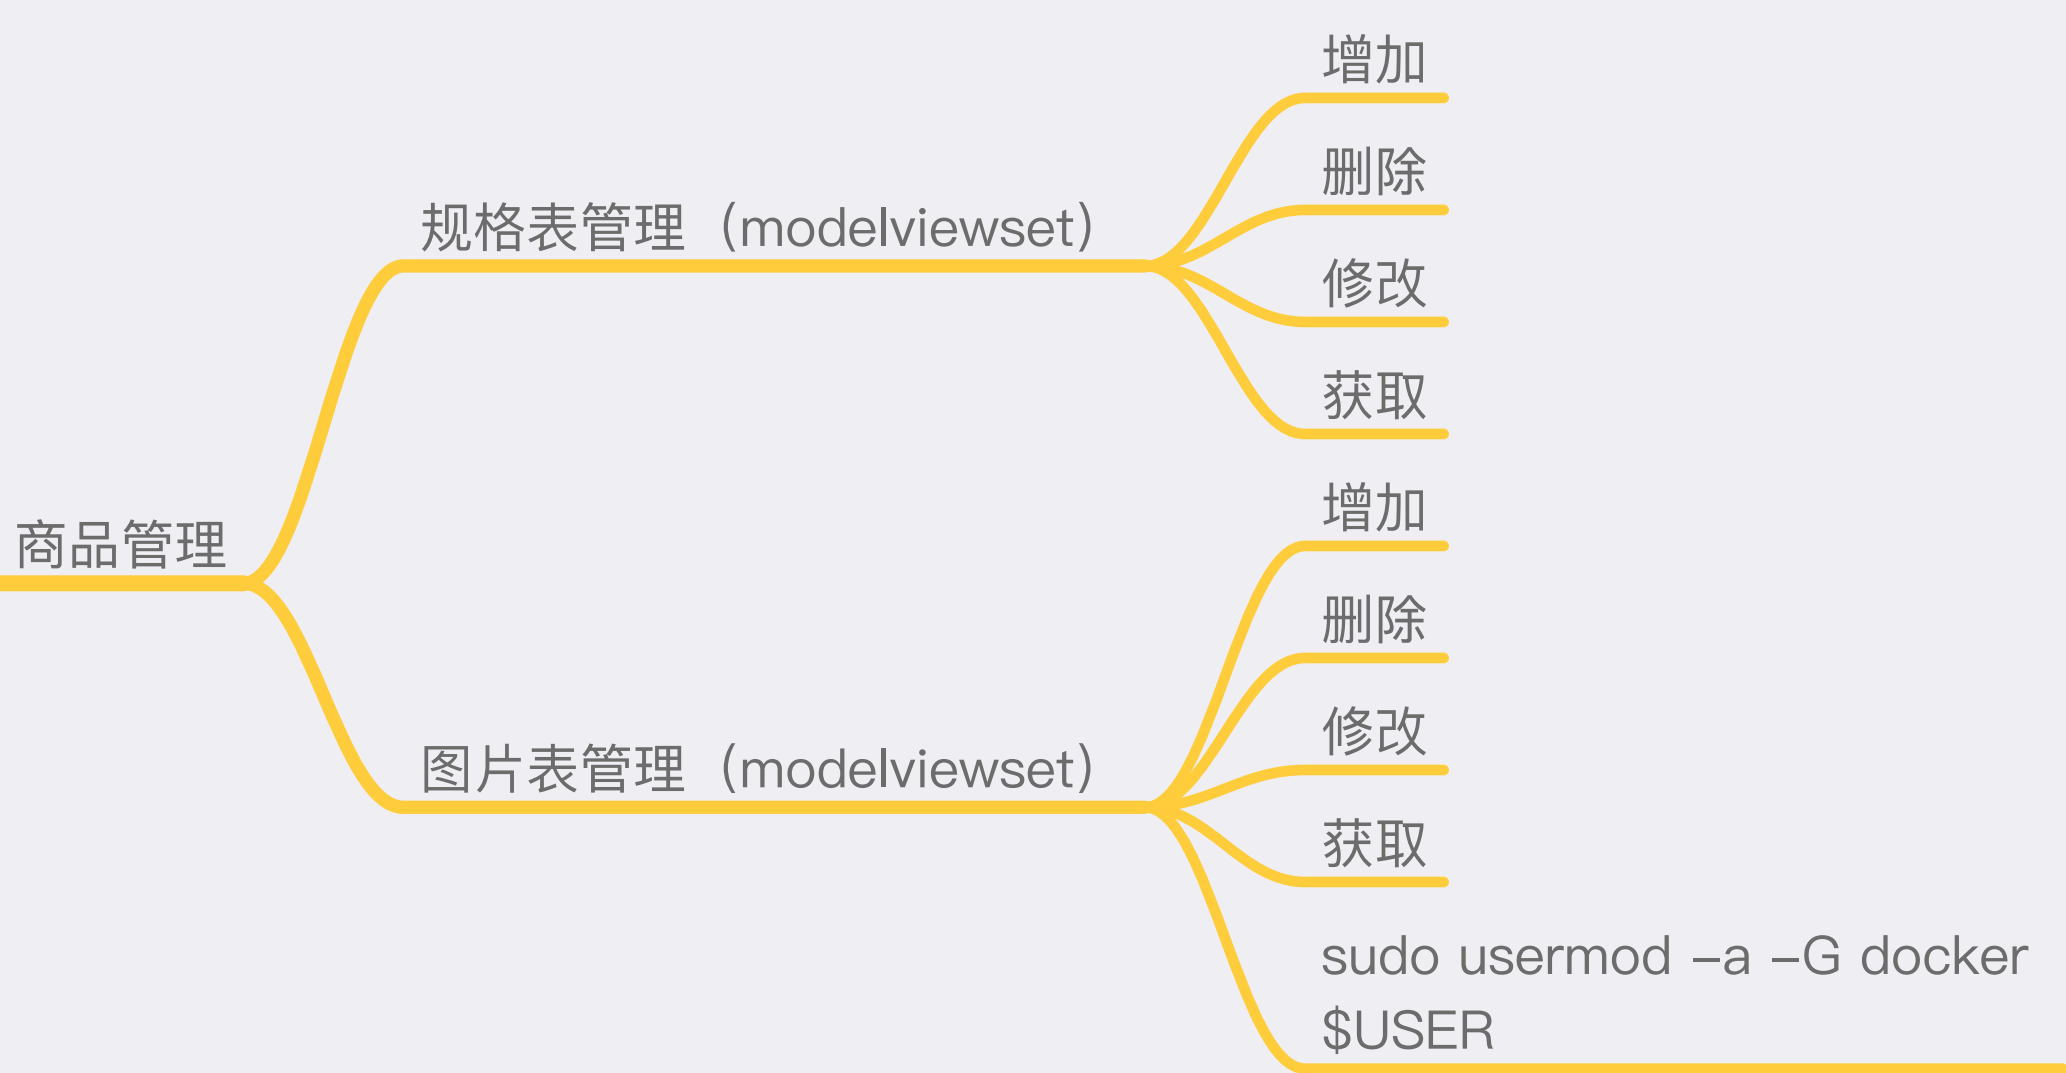 增加
删除
规格表管理（modelviewset）
修改
获取
商品管理
增加
删除
图片表管理（modelviewset）
修改
获取
sudo usermod -a -G docker
$USER